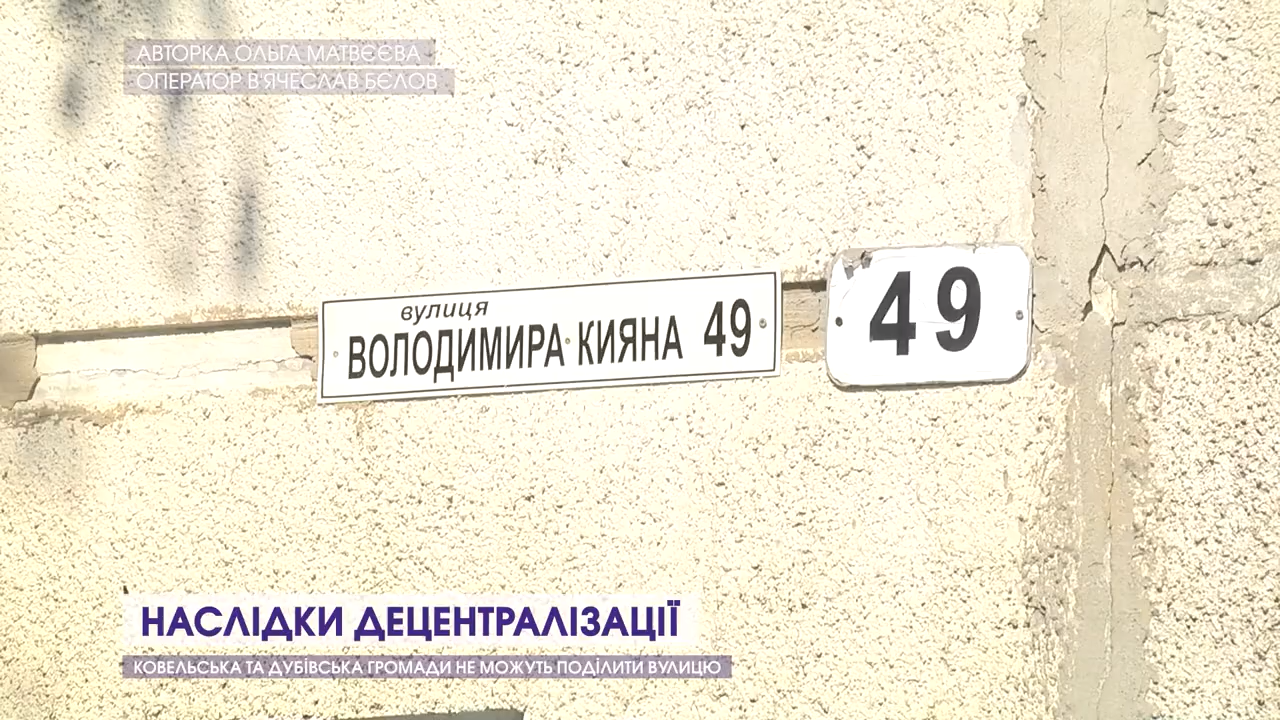 АВТОРКА ОЛЬГА МАТВЄЄВА
ОПЕРАТОР В'ЯЧЕСЛАВ БЄЛОВ
вулиця
ВОЛОДИМИРА КИЯНА 49
49
НАСЛІДКИ ДЕЦЕНТРАЛІЗАЦІЇ
КОВЕЛЬСЬКА ТА ДУБІВСЬКА ГРОМАДИ НЕ МОЖУТЬ ПОДІЛИТИ ВУЛИЦЮ